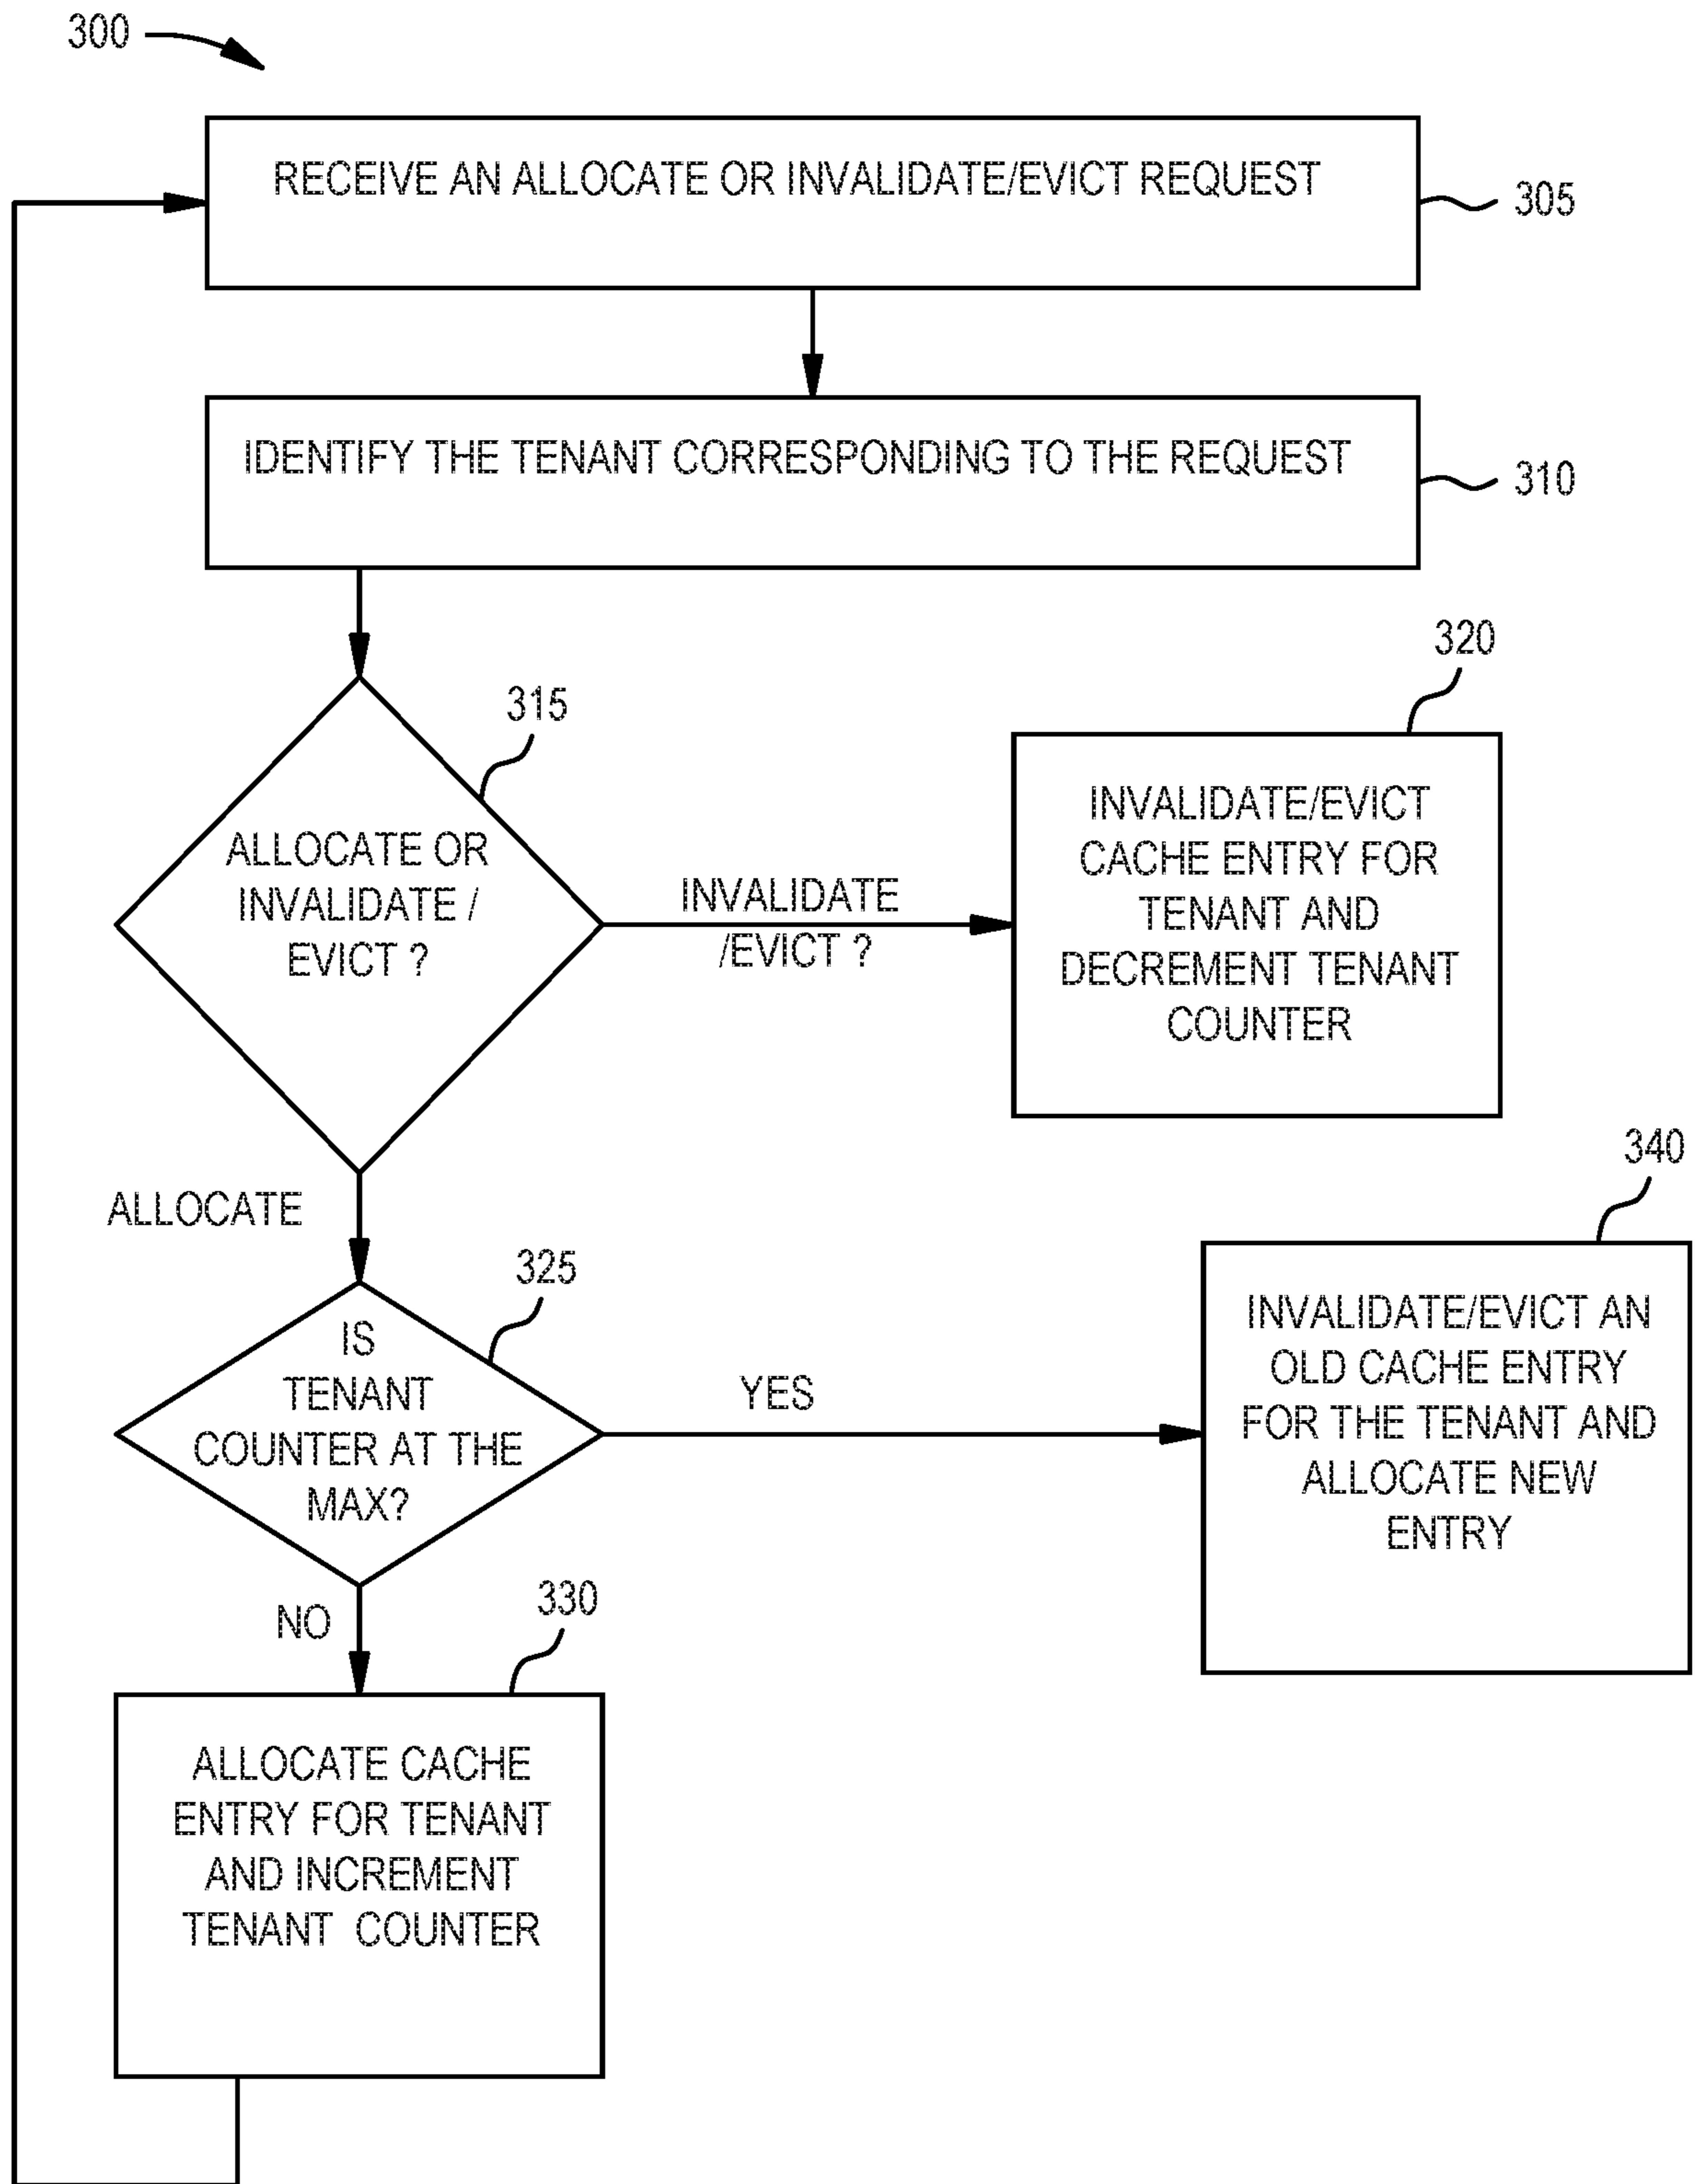 300
RECEIVE AN ALLOCATE OR INVALIDATE/EVICT REQUEST
305
IDENTIFY THE TENANT CORRESPONDING TO THE REQUEST
310
315
ALLOCATE OR
INVALIDATE /
EVICT ?
INVALIDATE
/EVICT ?
320
INVALIDATE/EVICT
CACHE ENTRY FOR
TENANT AND
DECREMENT TENANT
COUNTER
ALLOCATE
325
IS
TENANT
COUNTER AT THE
MAX?
YES
340
INVALIDATE/EVICT AN
OLD CACHE ENTRY
FOR THE TENANT AND
ALLOCATE NEW
ENTRY
NO
330
ALLOCATE CACHE
ENTRY FOR TENANT
AND INCREMENT
TENANT COUNTER